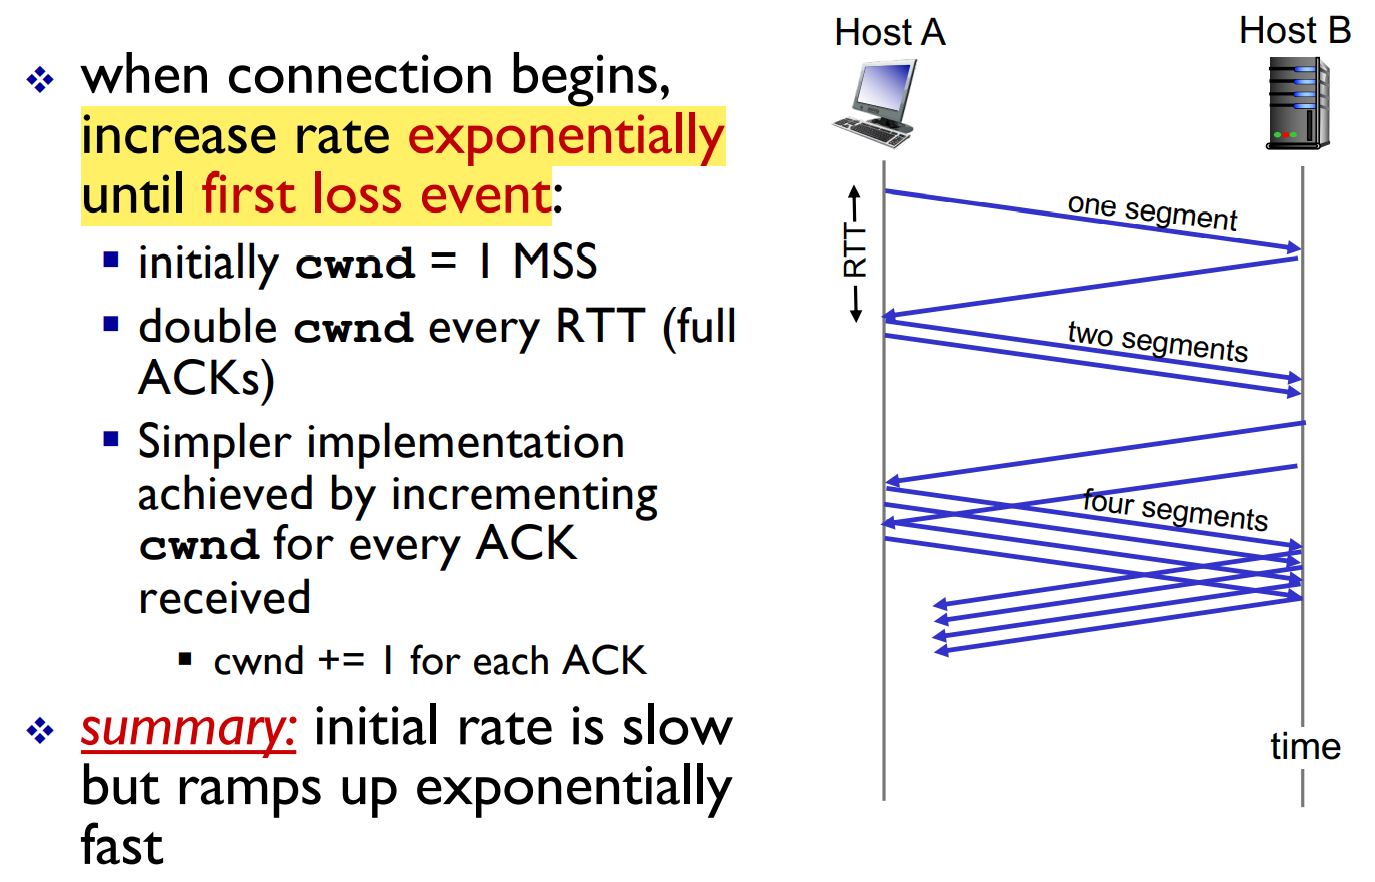 when connection begins,
increase rate exponentially
until first loss event:
initially cwnd = 1 MSS
double cwnd every RTT (full
ACKs)
Simpler implementation
achieved by incrementing
cwnd for every ACK
received
cwnd += 1 for each ACK
summary: initial rate is slow
but ramps up exponentially
fast
Host A
Host B
one segment
RTT
two segments
four segments
time